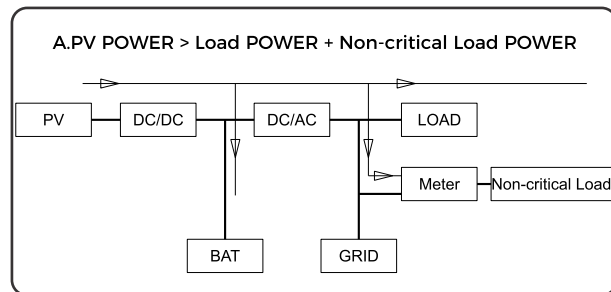 A.PV POWER > Load POWER + Non-critical Load POWER
PV
DC/DC
DC/AC
LOAD
Meter
Non-critical Load
BAT
GRID